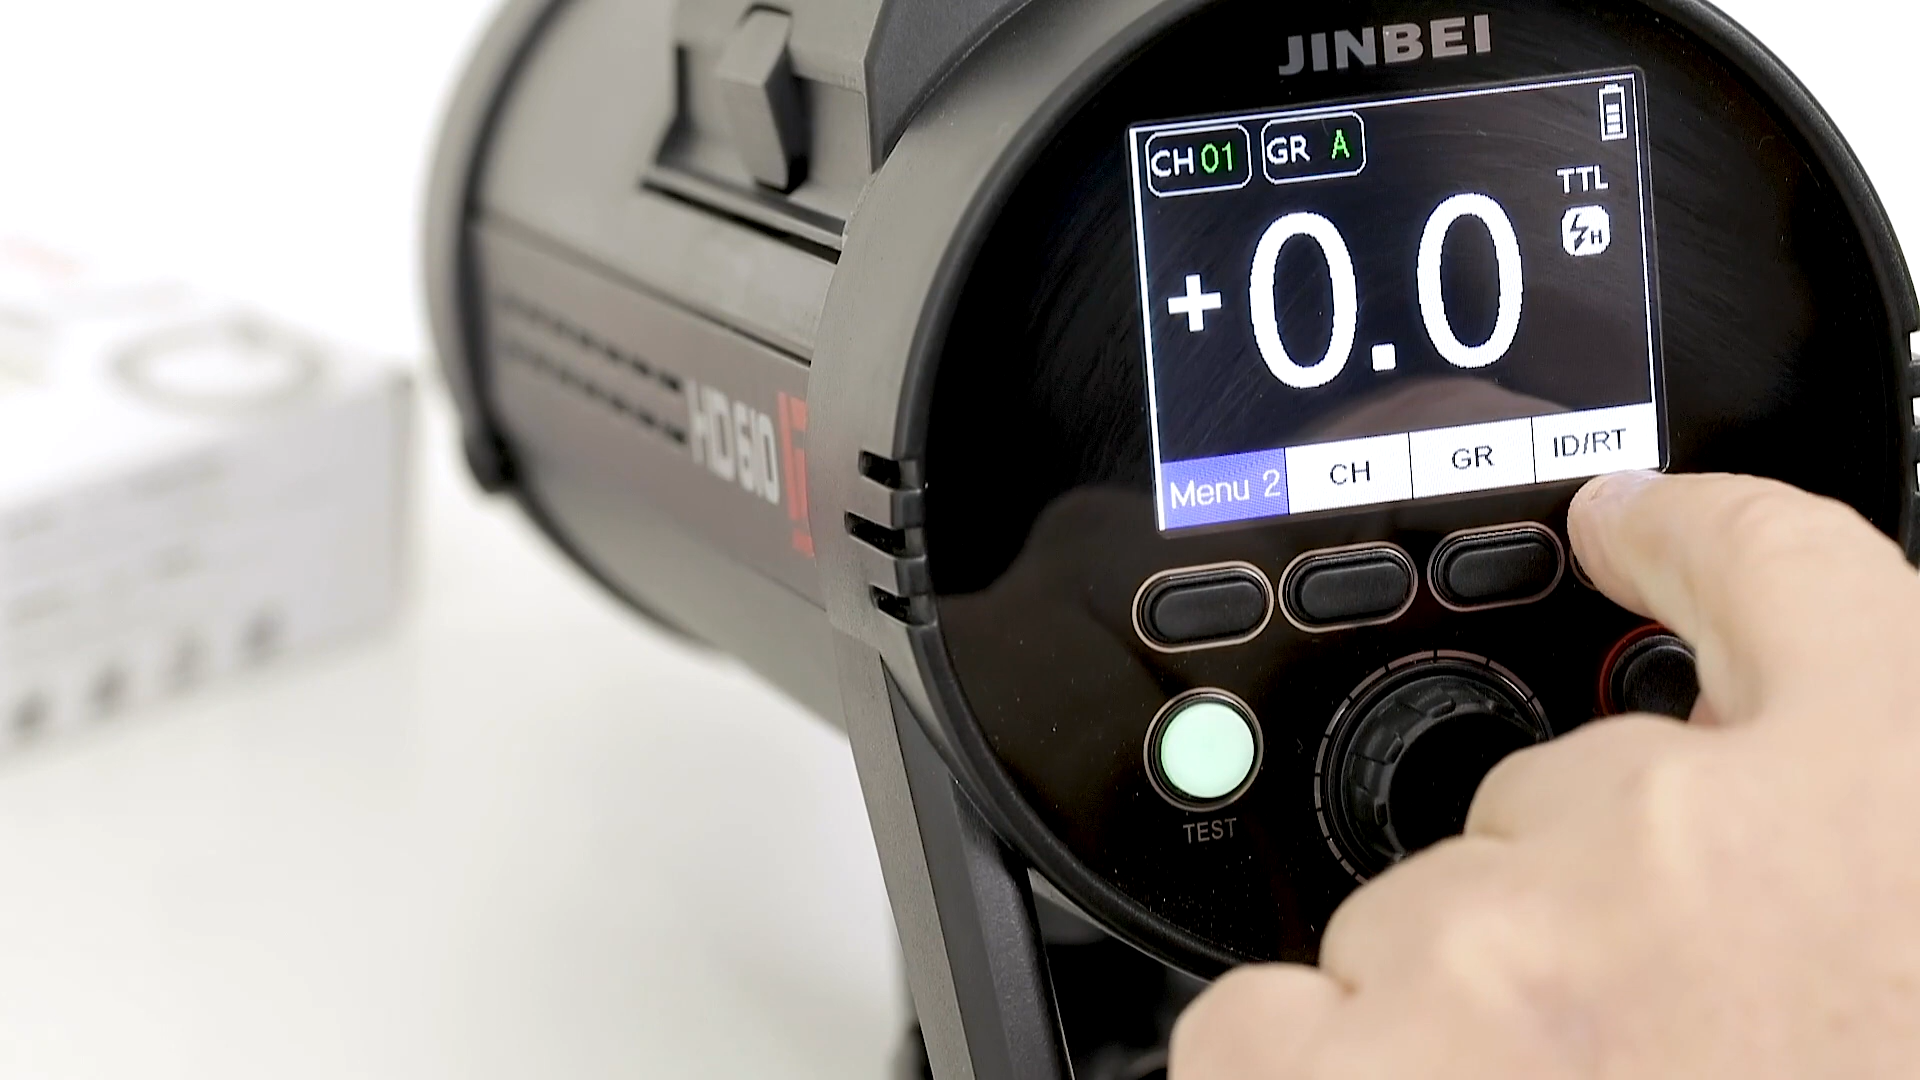 JINBEI
CH 01 GR A
TTL
H
+0.0
Menu 2 CH GR ID/RT
HD610
TEST